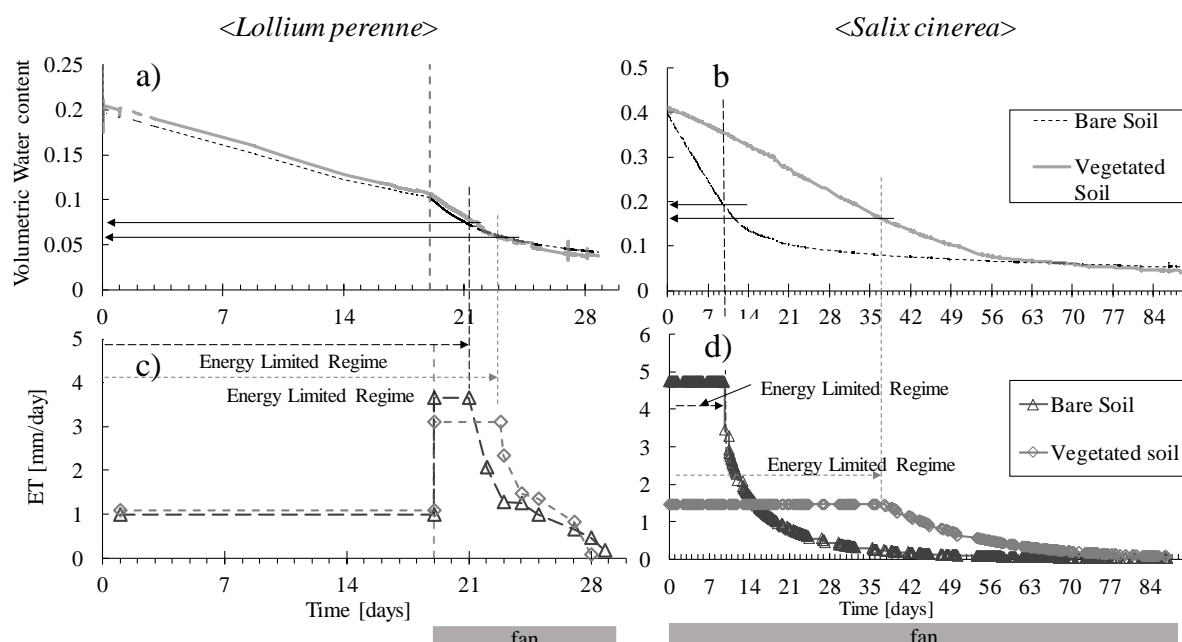 <Lollium perenne>
<Salix cinerea>
a)
0.25
0.2
0.15
0.1
0.05
0
Volumetric Water content
0 7 14 21 28
b
0.5
0.4
0.3
0.2
0.1
0
0 7 14 21 28 35 42 49 56 63 70 77 84
Bare Soil
Vegetated
Soil
c)
5
4
3
2
1
0
ET [mm/day]
Energy Limited Regime
Energy Limited Regime
0 7 14 21 28
Time [days]
fan
d)
6
5
4
3
2
1
0
Energy Limited Regime
Energy Limited Regime
0 7 14 21 28 35 42 49 56 63 70 77 84
Time [days]
Bare Soil
Vegetated soil
fan